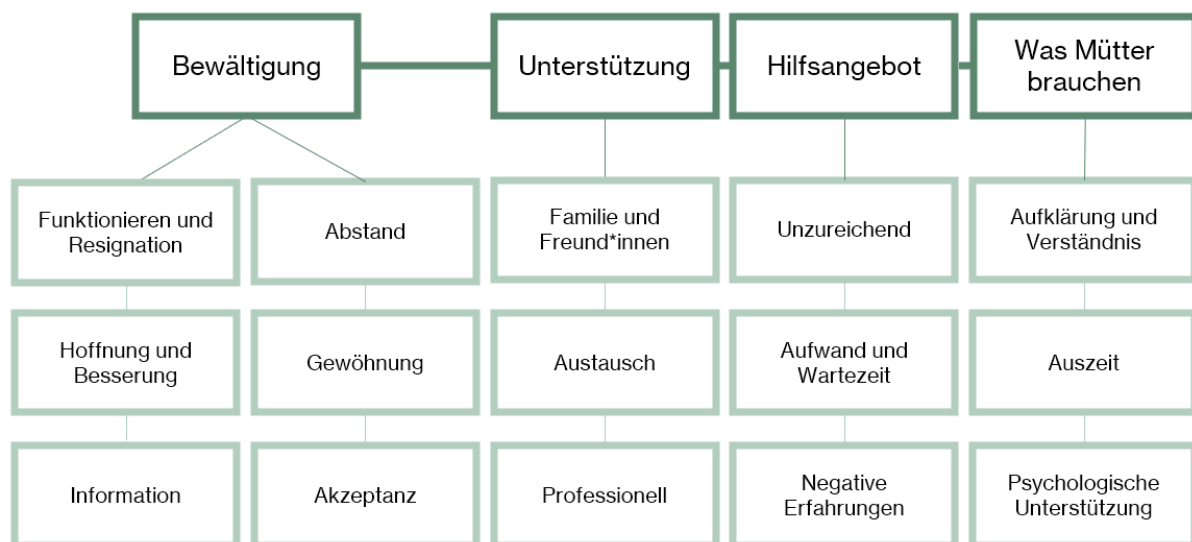 Bewältigung
Unterstützung
Hilfsangebot
Was Mütter
brauchen
Funktionieren und
Resignation
Abstand
Familie und
Freund*innen
Unzureichend
Aufklärung und
Verständnis
Hoffnung und
Besserung
Gewöhnung
Austausch
Aufwand und
Wartezeit
Auszeit
Information
Akzeptanz
Professionell
Negative
Erfahrungen
Psychologische
Unterstützung